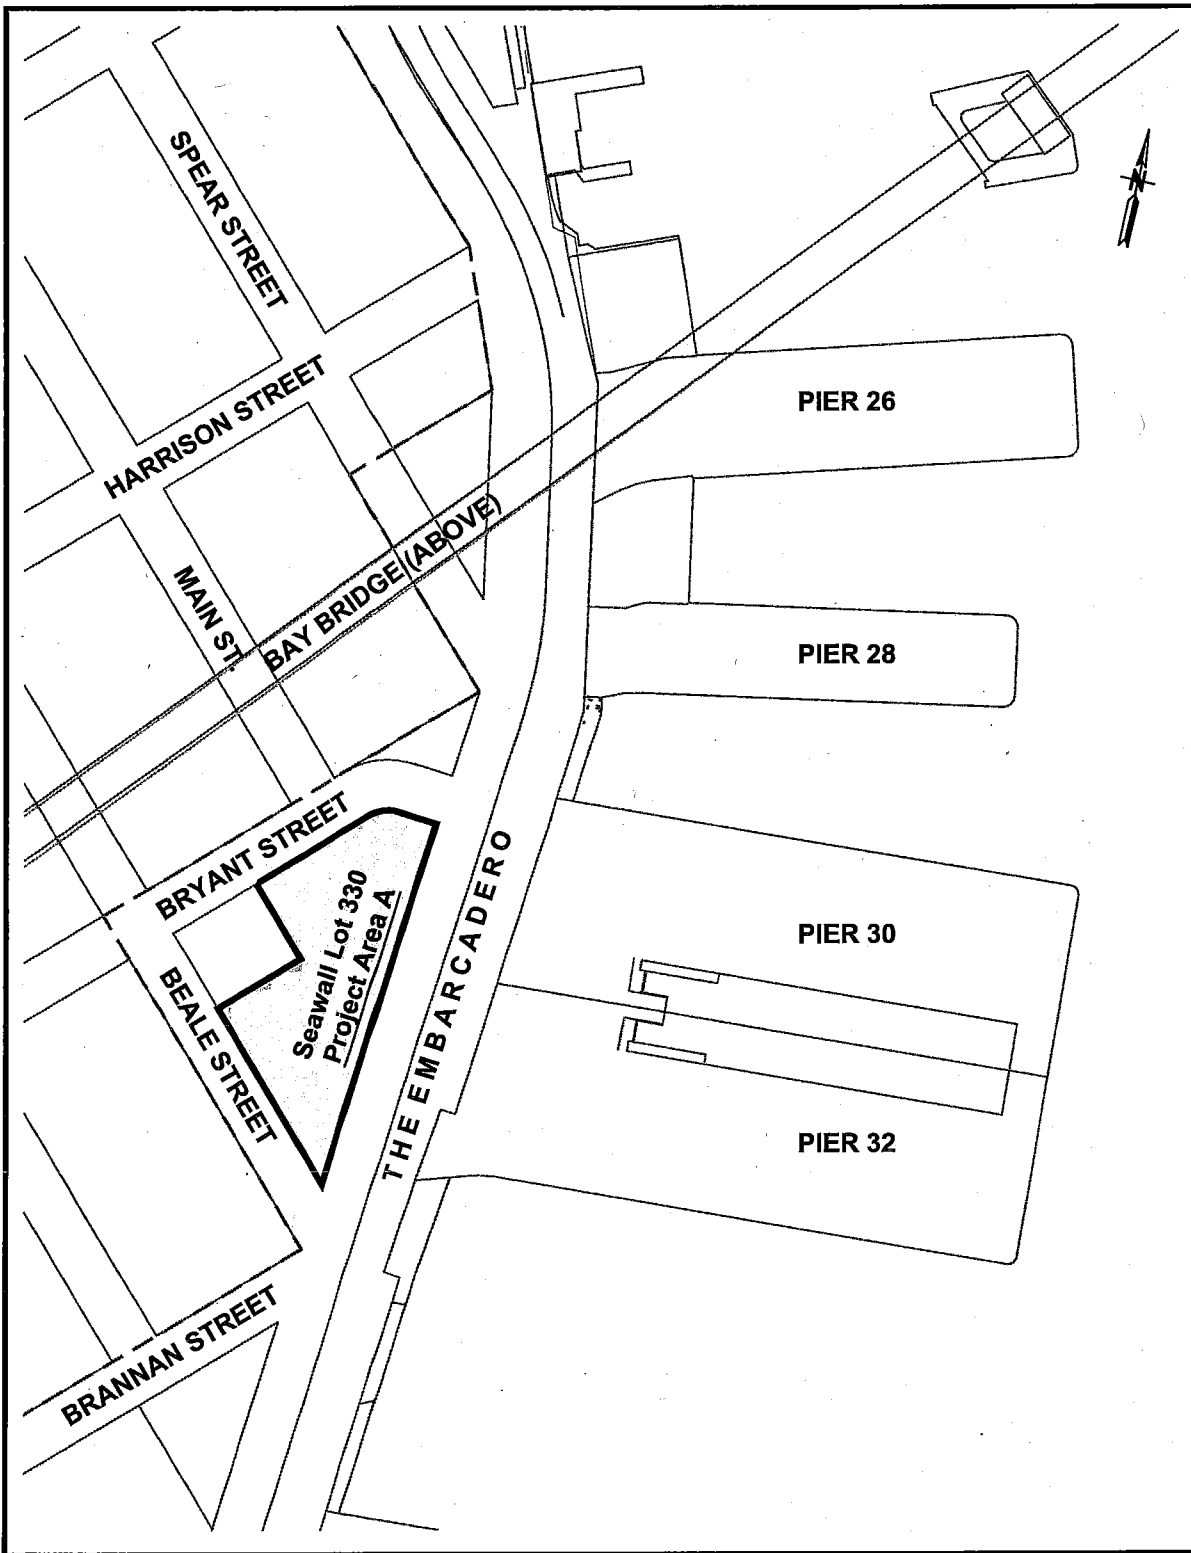 SPEAR STREET
N
HARRISON STREET
PIER 26
MAIN ST.
BAY BRIDGE (ABOVE)
PIER 28
BRYANT STREET
Seawall Lot 330
Project Area A
THE EMBARCADERO
PIER 30
BEALE STREET
PIER 32
BRANNAN STREET